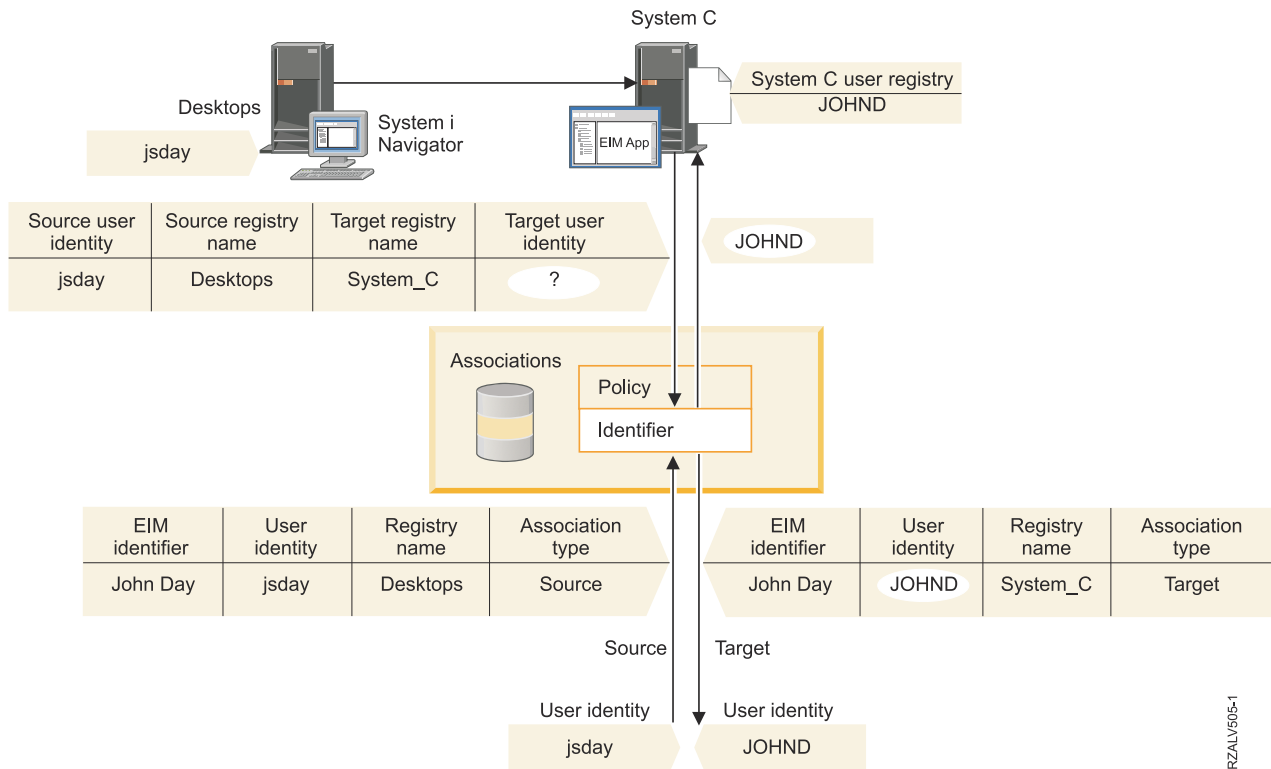 System C
Desktops
System i
Navigator
jsday
EIM App
System C user registry
JOHND
Source user
identity
Source registry
name
Target registry
name
Target user
identity
jsday
Desktops
System_C
?
JOHND
Associations
Policy
Identifier
EIM
identifier
User
identity
Registry
name
Association
type
John Day
jsday
Desktops
Source
EIM
identifier
User
identity
Registry
name
Association
type
John Day
JOHND
System_C
Target
Source
Target
User identity
jsday
User identity
JOHND
RZALV505-1